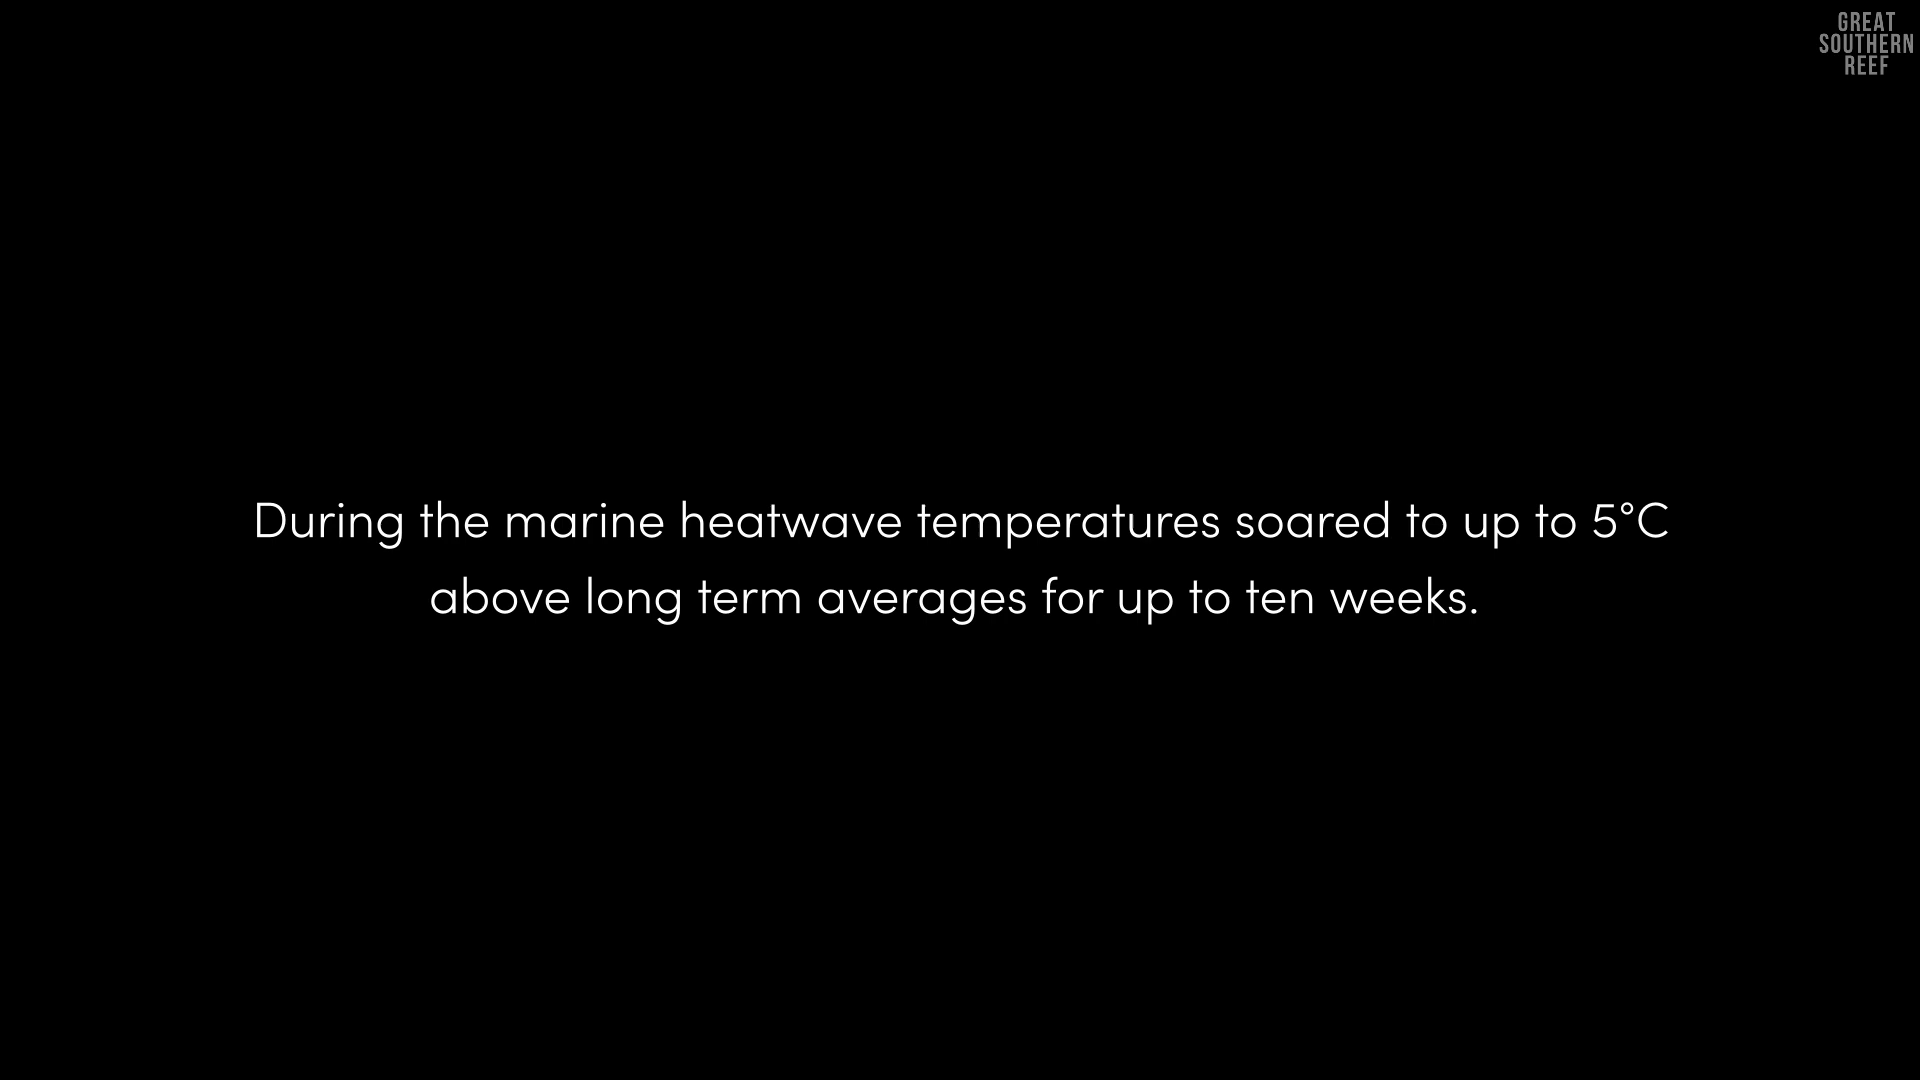 GREAT
SOUTHERN
REEF
During the marine heatwave temperatures soared to up to 5°C
above long term averages for up to ten weeks.